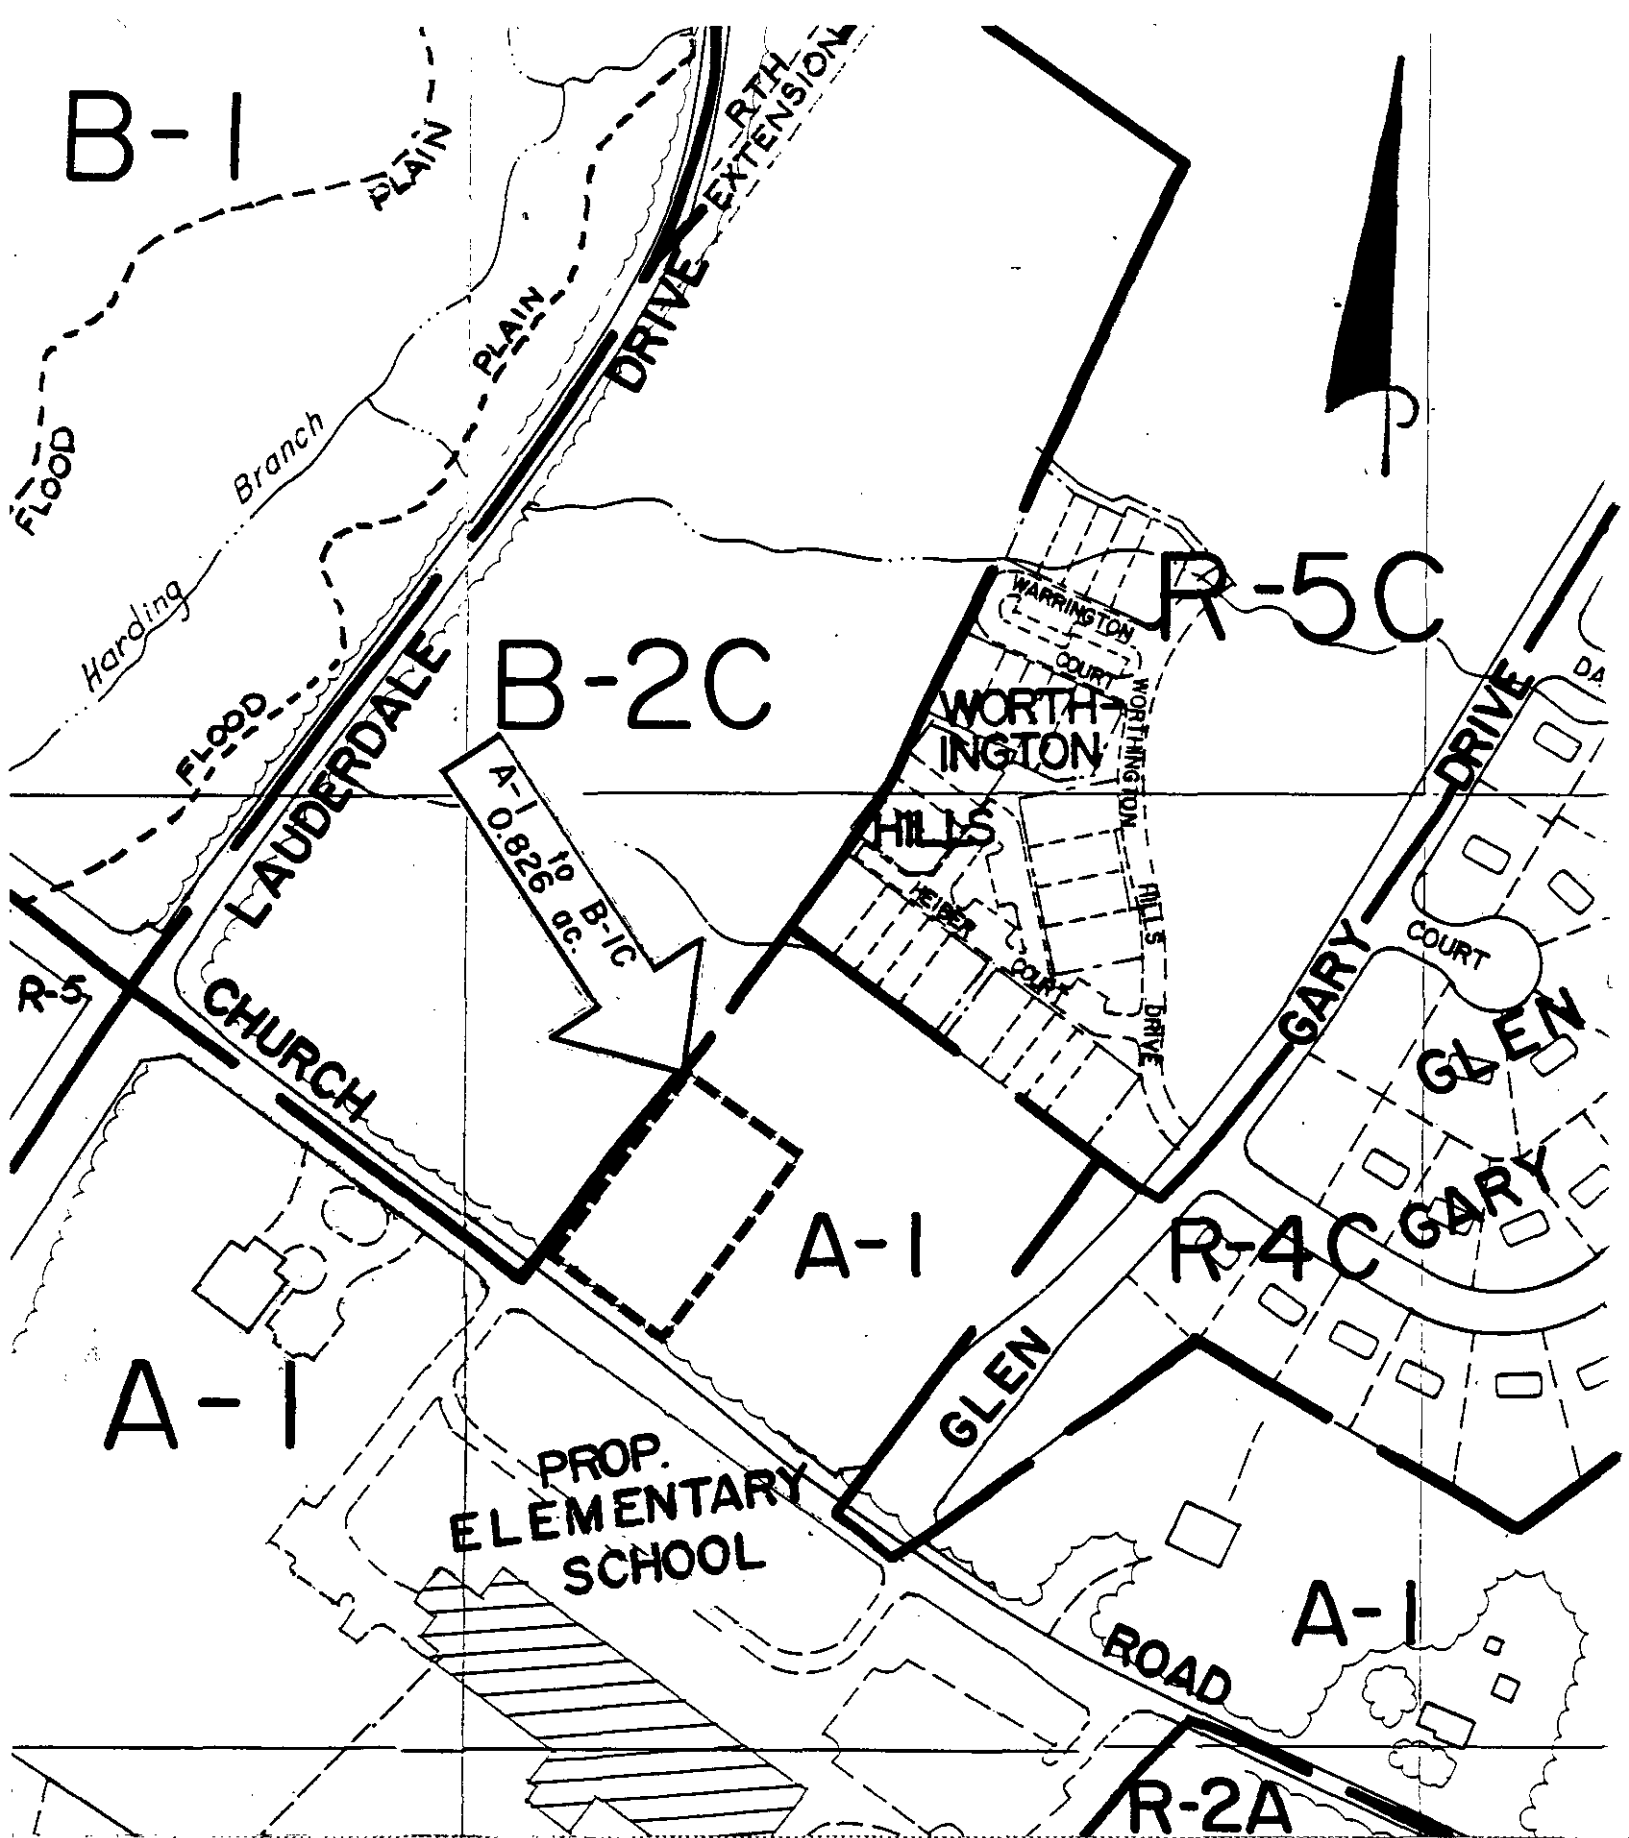 B-1
PLAIN
RTH
EXTENSION
PLAIN
DRIVE
FLOOD
Harding Branch
FLOOD
LAUDERDALE
B-2C
R-5C
WARRINGTON
COURT
WORTH-
INGTON
HILLS
WORTHINGTON HILLS DRIVE
HEIBER COURT
DA
GLEN GARY DRIVE
COURT
GLEN
GARY
A-1 to B-1C
0.826 ac.
R-5
CHURCH
A-1
R-4C
A-1
PROP.
ELEMENTARY
SCHOOL
ROAD
A-1
R-2A